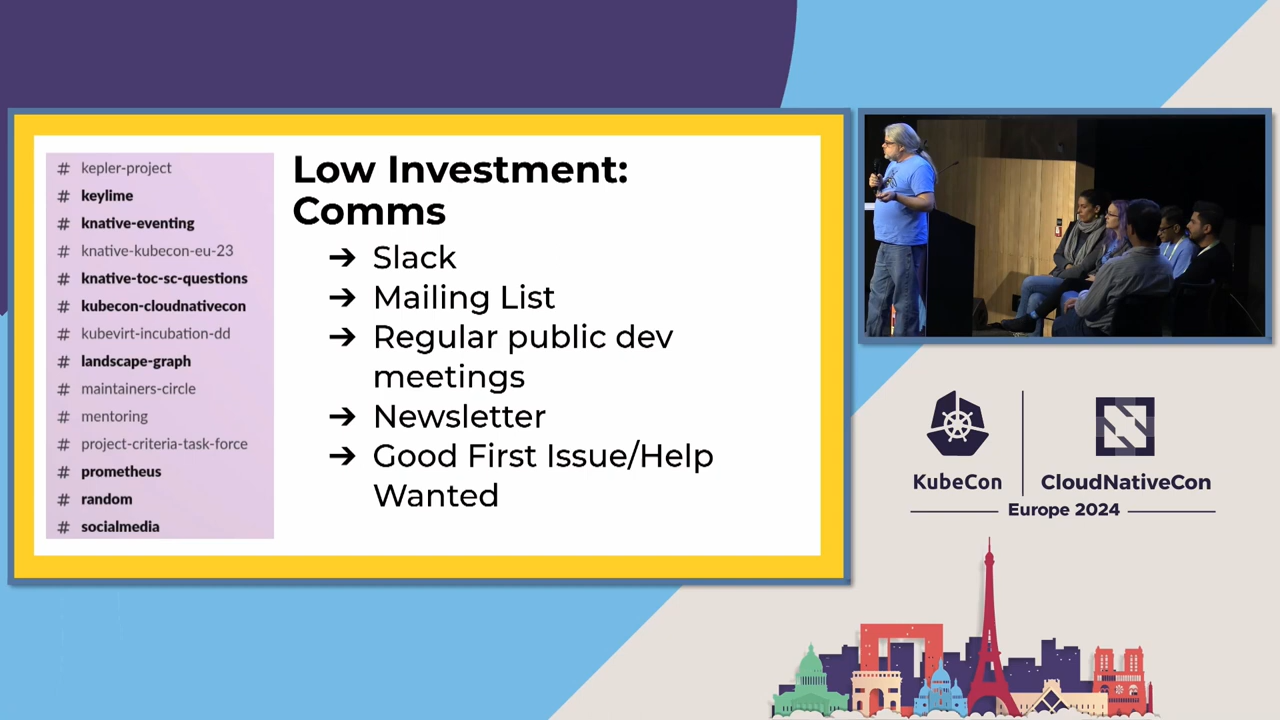 # kepler-project
# keylime
# knative-eventing
# knative-kubecon-eu-23
# knative-toc-sc-questions
# kubecon-cloudnativecon
# kubevirt-incubation-dd
# landscape-graph
# maintainers-circle
# mentoring
# project-criteria-task-force
# prometheus
# random
# socialmedia
Low Investment:
Comms
➔ Slack
➔ Mailing List
➔ Regular public dev
meetings
➔ Newsletter
➔ Good First Issue/Help
Wanted
KubeCon
CloudNativeCon
Europe 2024